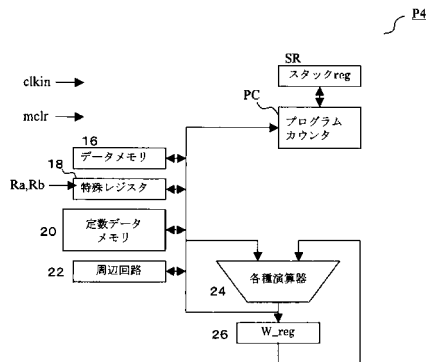 P4
SR
スタックreg
clkin
PC
プログラム
カウンタ
mclr
16
データメモリ
18
Ra,Rb
特殊レジスタ
20
定数データ
メモリ
22
周辺回路
各種演算器
24
26
W_reg